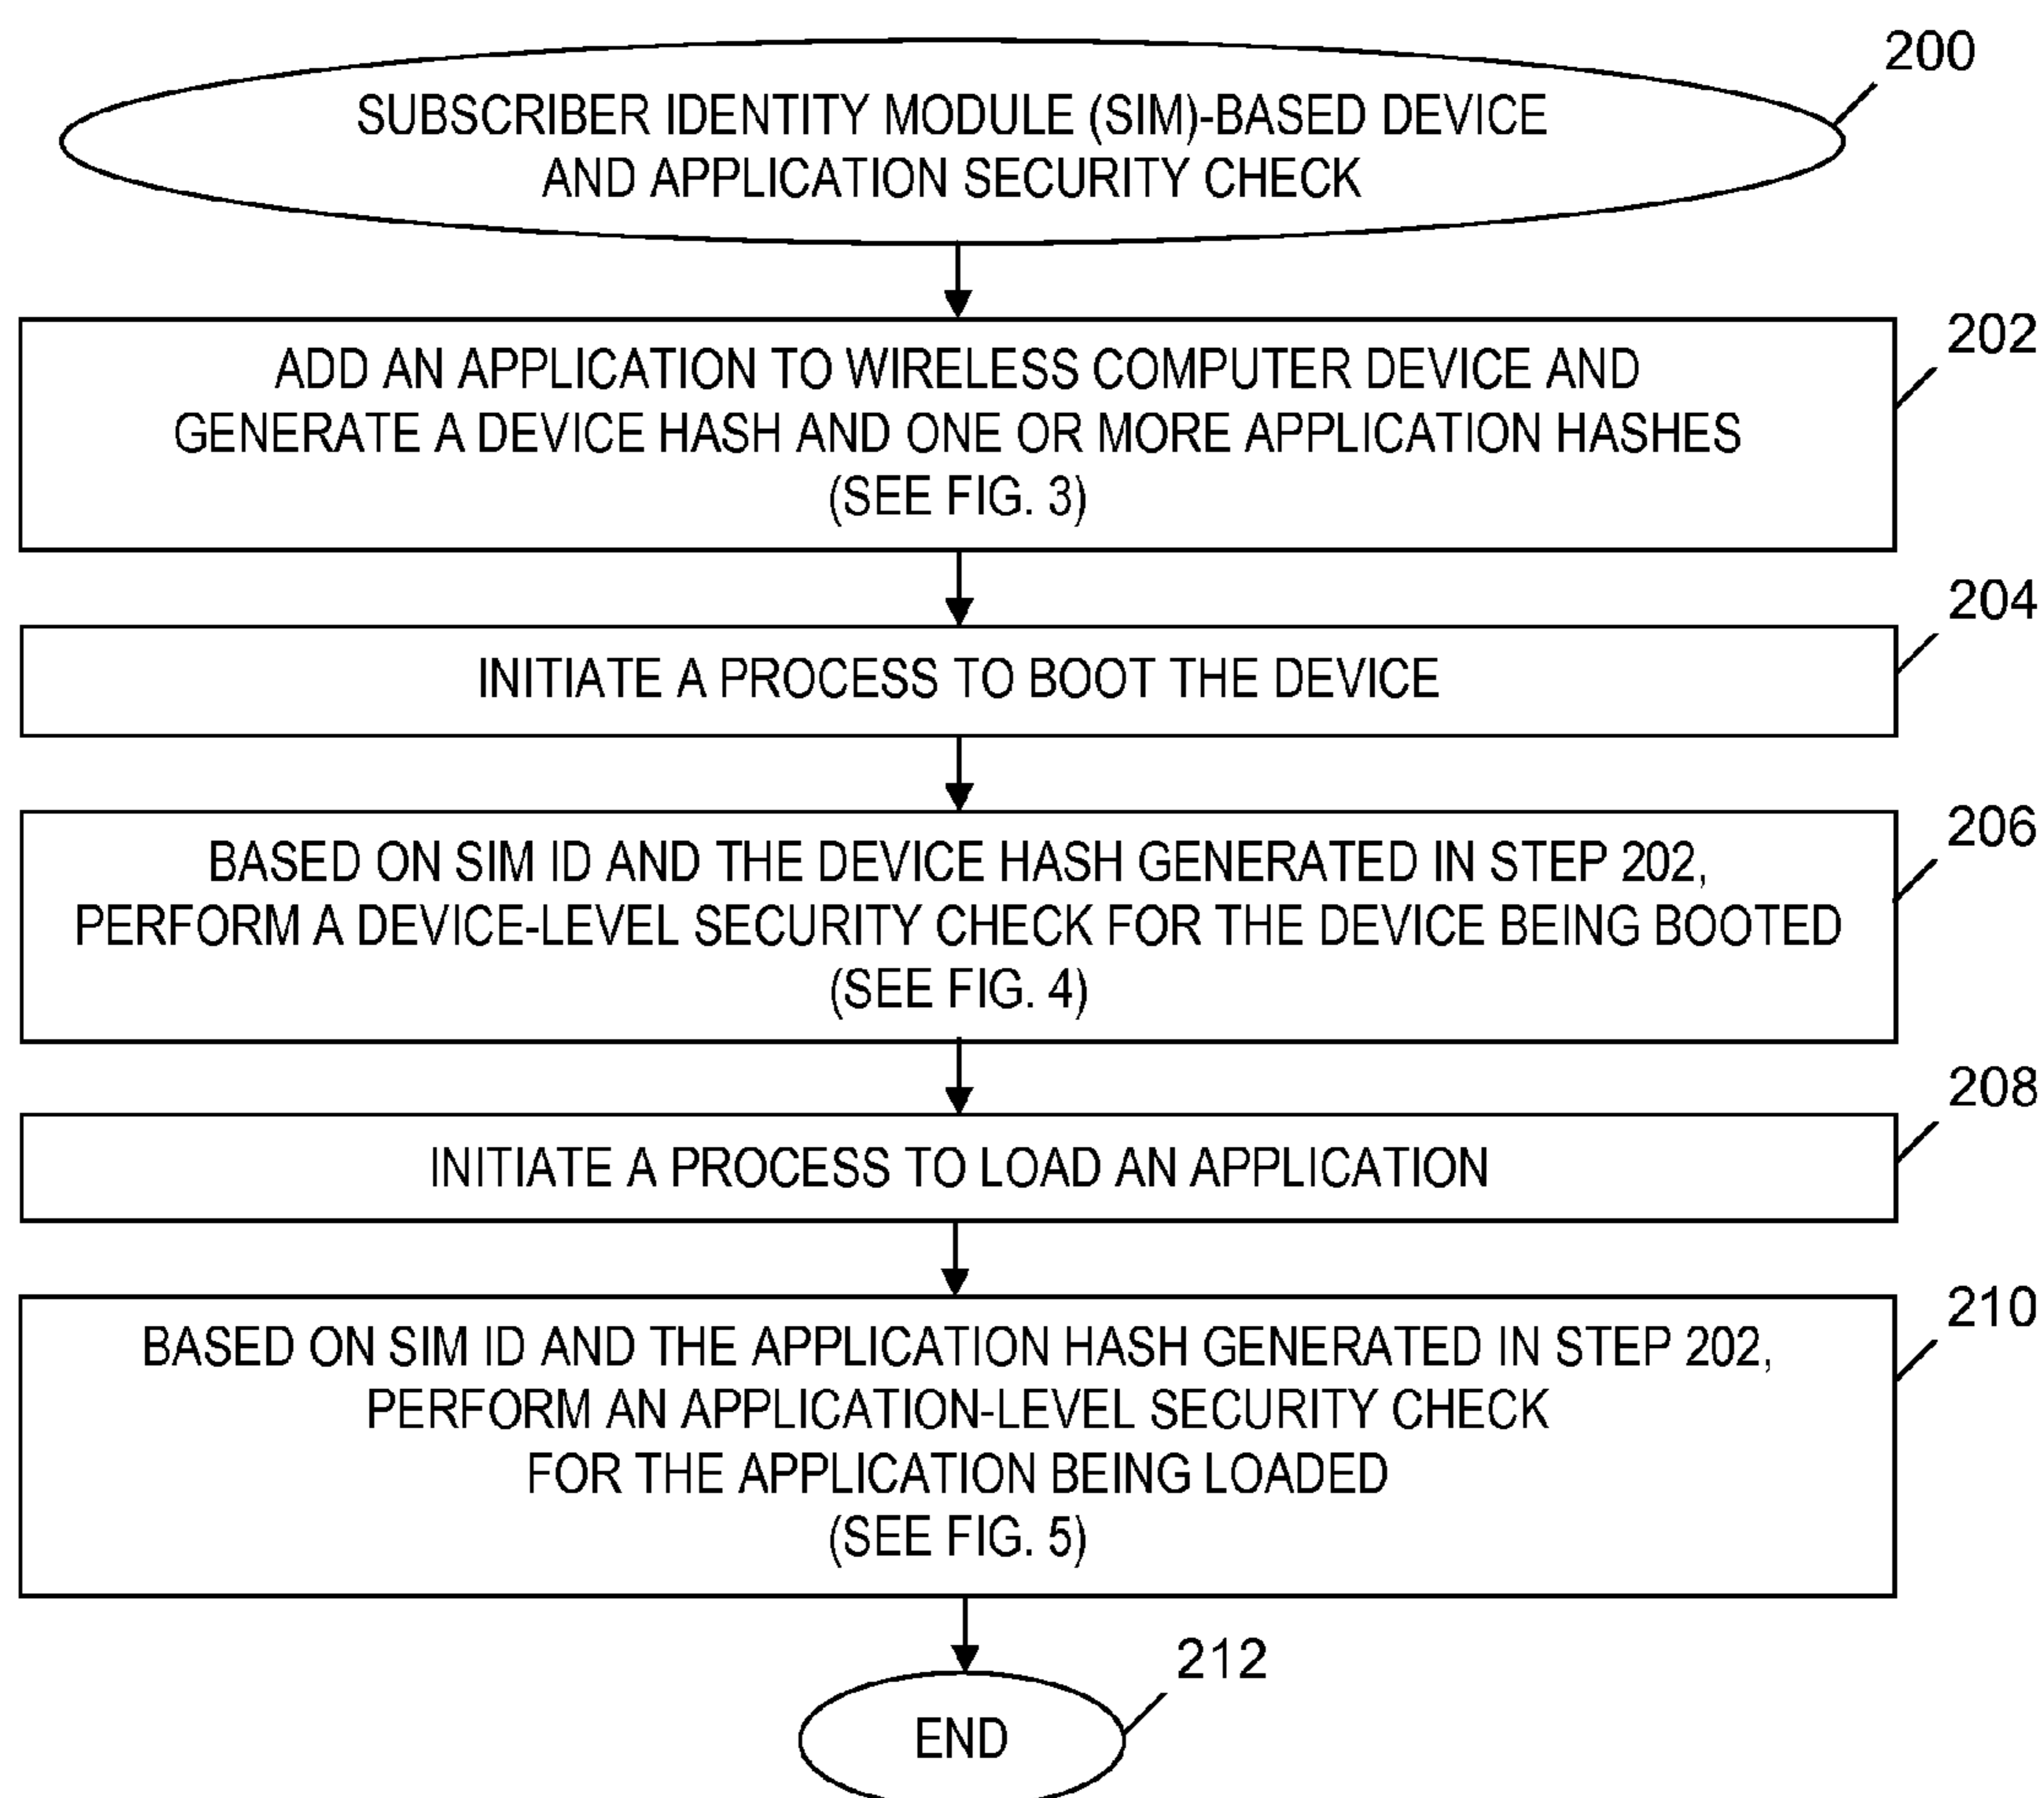 200
SUBSCRIBER IDENTITY MODULE (SIM)-BASED DEVICE
AND APPLICATION SECURITY CHECK
202
ADD AN APPLICATION TO WIRELESS COMPUTER DEVICE AND
GENERATE A DEVICE HASH AND ONE OR MORE APPLICATION HASHES
(SEE FIG. 3)
204
INITIATE A PROCESS TO BOOT THE DEVICE
206
BASED ON SIM ID AND THE DEVICE HASH GENERATED IN STEP 202,
PERFORM A DEVICE-LEVEL SECURITY CHECK FOR THE DEVICE BEING BOOTED
(SEE FIG. 4)
208
INITIATE A PROCESS TO LOAD AN APPLICATION
210
BASED ON SIM ID AND THE APPLICATION HASH GENERATED IN STEP 202,
PERFORM AN APPLICATION-LEVEL SECURITY CHECK
FOR THE APPLICATION BEING LOADED
(SEE FIG. 5)
212
END